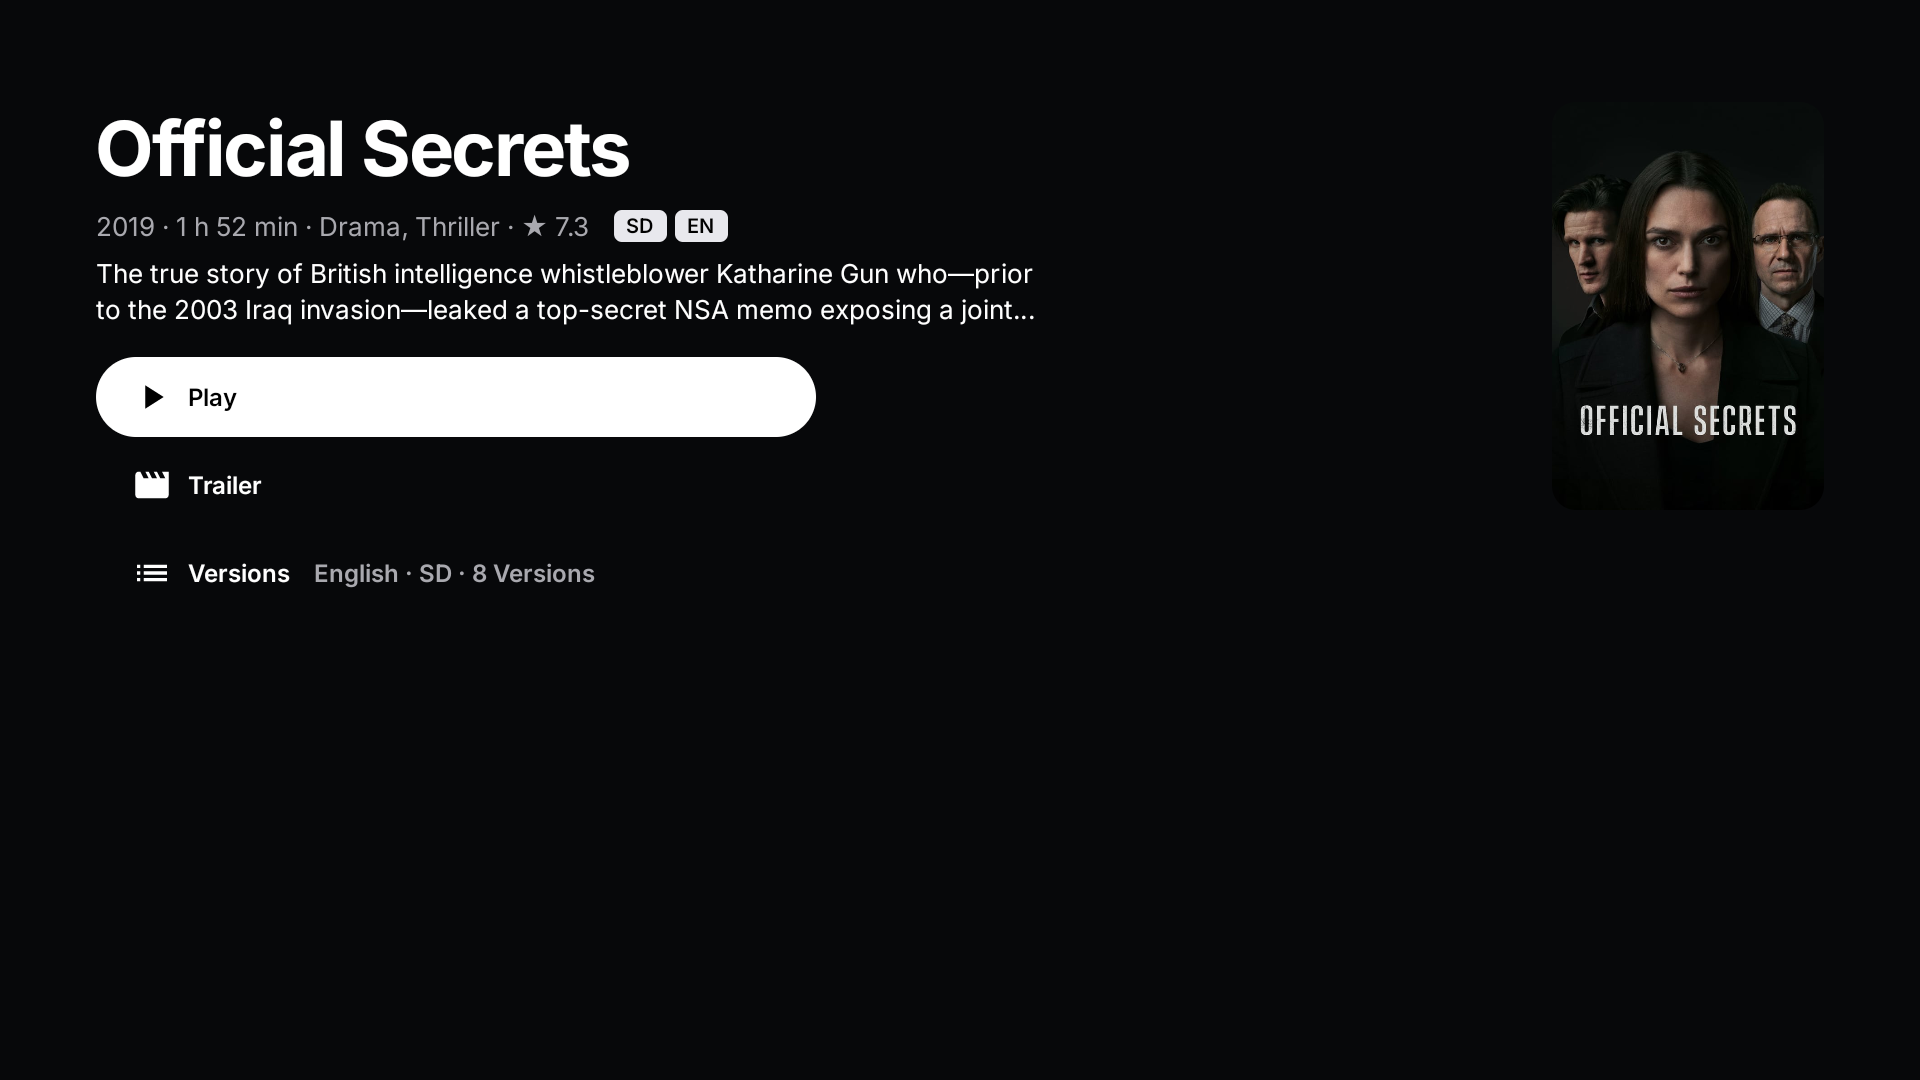 Official Secrets
2019 · 1 h 52 min · Drama, Thriller · ★ 7.3 SD EN
The true story of British intelligence whistleblower Katharine Gun who—prior
to the 2003 Iraq invasion—leaked a top-secret NSA memo exposing a joint...
Play
Trailer
Versions English · SD · 8 Versions
OFFICIAL SECRETS